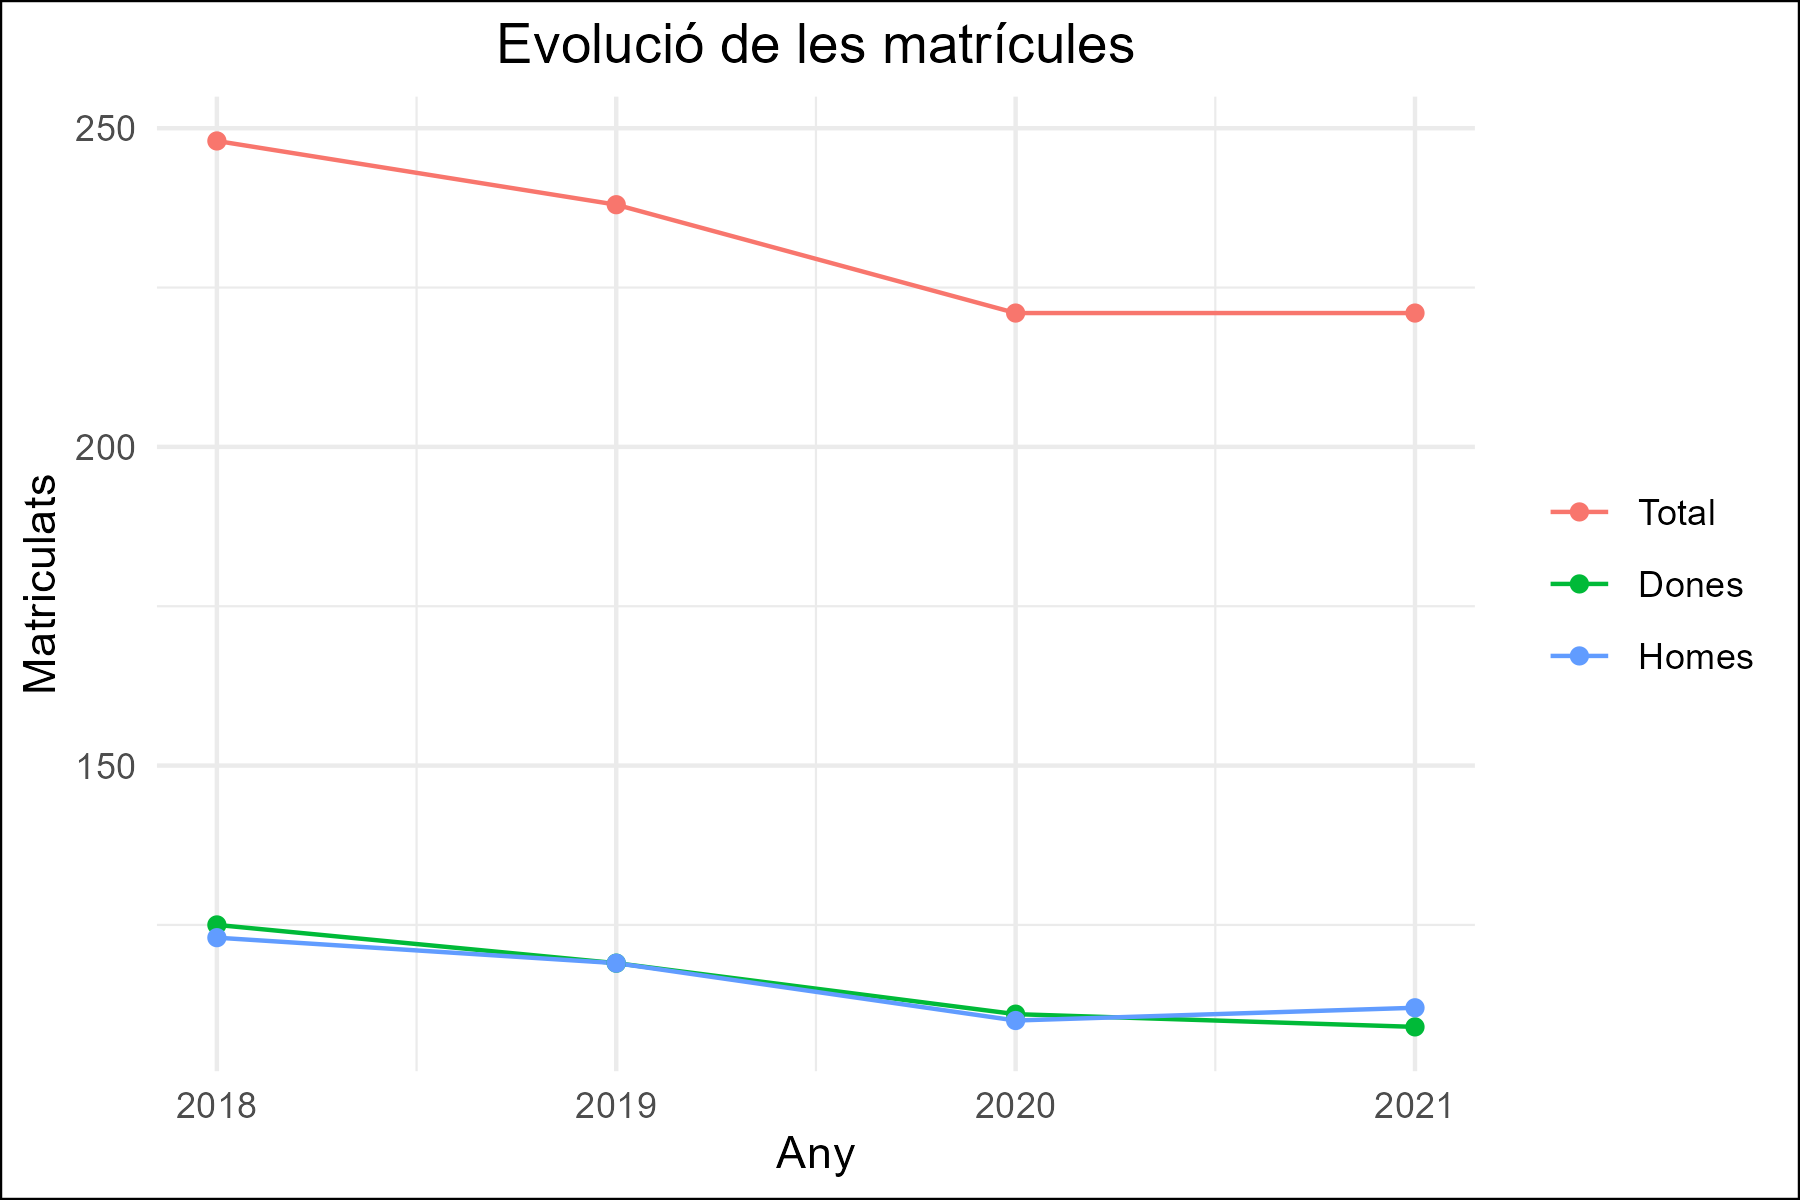 Evolució de les matrícules
250
200
150
Matriculats
2018
2019
2020
2021
Any
Total
Dones
Homes